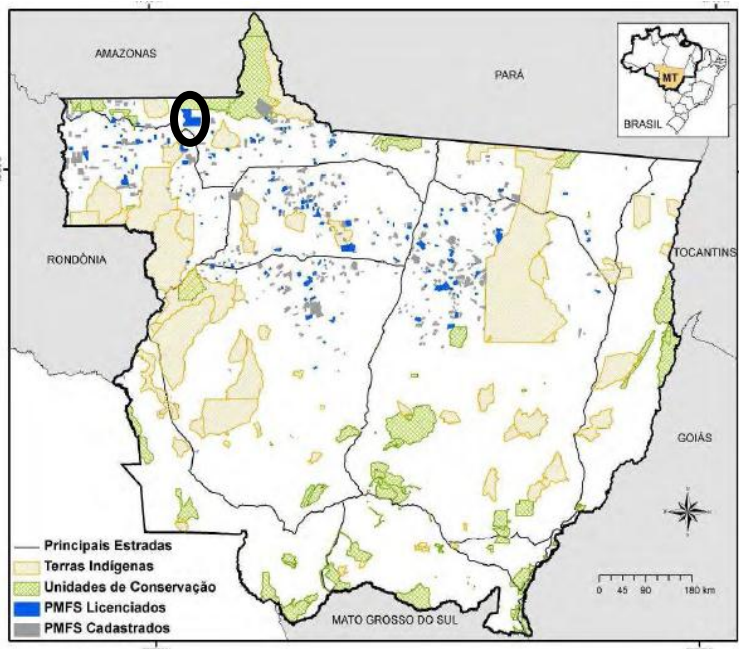 AMAZONAS
PARÁ
MT
BRASIL
RONDÔNIA
TOCANTINS
GOIÁS
MATO GROSSO DO SUL
Principais Estradas
Terras Indígenas
Unidades de Conservação
PMFS Licenciados
PMFS Cadastrados
0 45 90 180 km